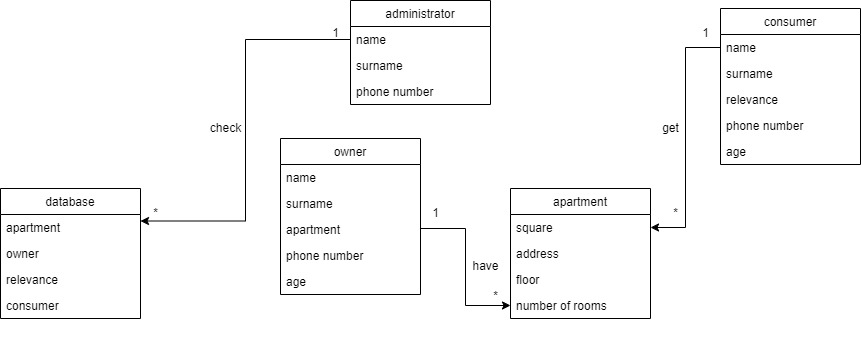 administrator
name
surname
phone number
1
check
*
consumer
name
surname
relevance
phone number
age
1
get
*
owner
name
surname
apartment
phone number
age
1
have
*
database
apartment
owner
relevance
consumer
apartment
square
address
floor
number of rooms